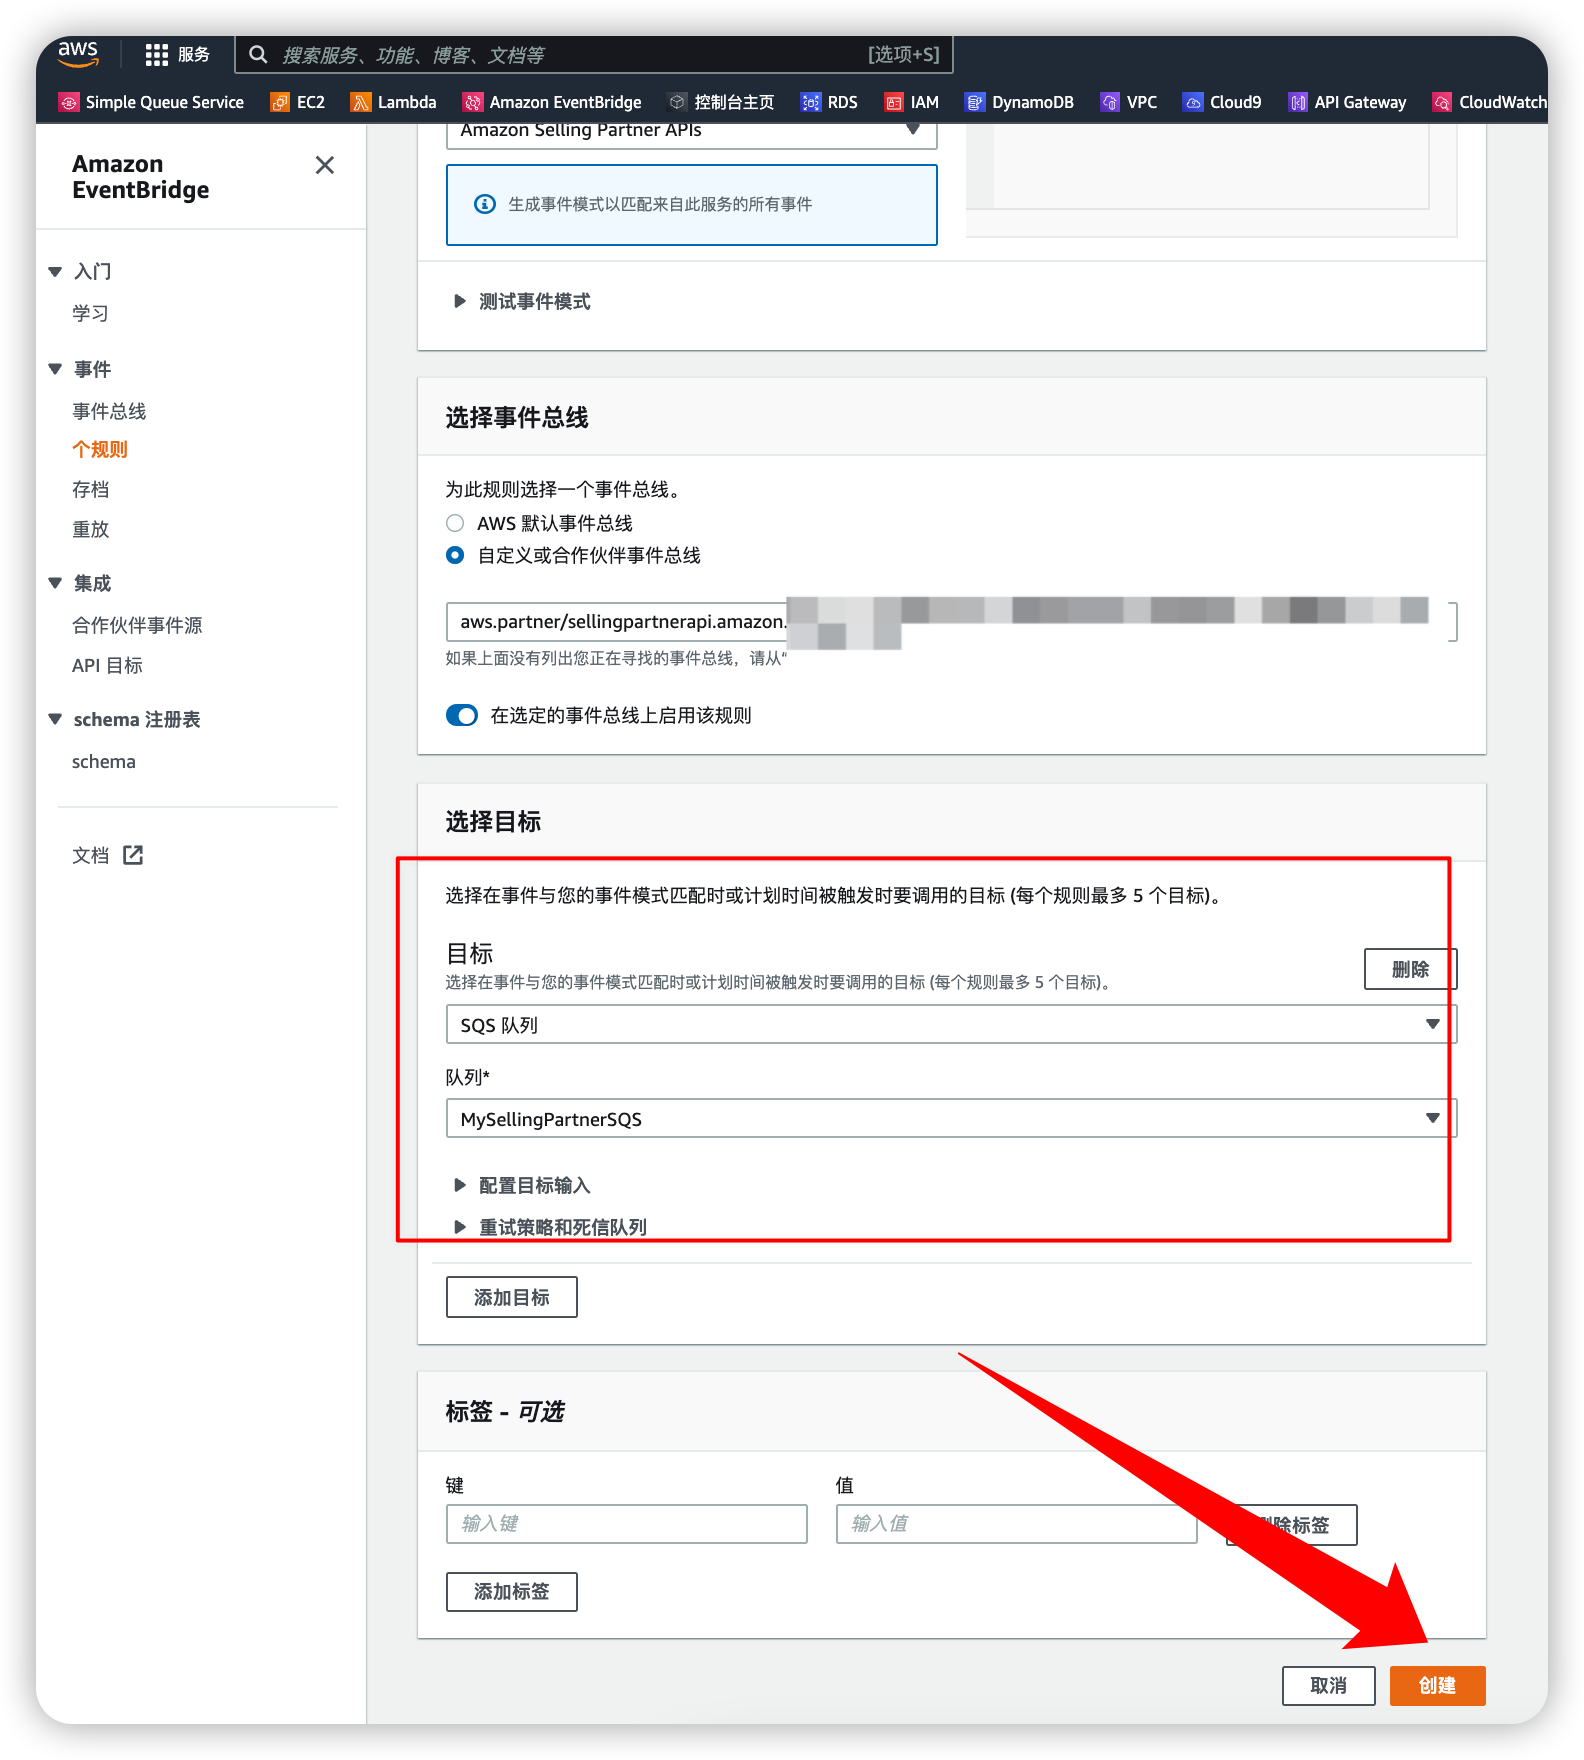 aws
服务
搜索服务、功能、博客、文档等
[选项+S]
Simple Queue Service
EC2
Lambda
Amazon EventBridge
控制台主页
RDS
IAM
DynamoDB
VPC
Cloud9
API Gateway
CloudWatch
Amazon
EventBridge
入门
学习
事件
事件总线
个规则
存档
重放
集成
合作伙伴事件源
API 目标
schema 注册表
schema
文档
Amazon Selling Partner APIs
生成事件模式以匹配来自此服务的所有事件
测试事件模式
选择事件总线
为此规则选择一个事件总线。
AWS 默认事件总线
自定义或合作伙伴事件总线
aws.partner/sellingpartnerapi.amazon.
如果上面没有列出您正在寻找的事件总线，请从“
在选定的事件总线上启用该规则
选择目标
选择在事件与您的事件模式匹配时或计划时间被触发时要调用的目标 (每个规则最多 5 个目标)。
目标
选择在事件与您的事件模式匹配时或计划时间被触发时要调用的目标 (每个规则最多 5 个目标)。
删除
SQS 队列
队列*
MySellingPartnerSQS
配置目标输入
重试策略和死信队列
添加目标
标签 - 可选
键
值
输入键
输入值
删除标签
添加标签
取消
创建